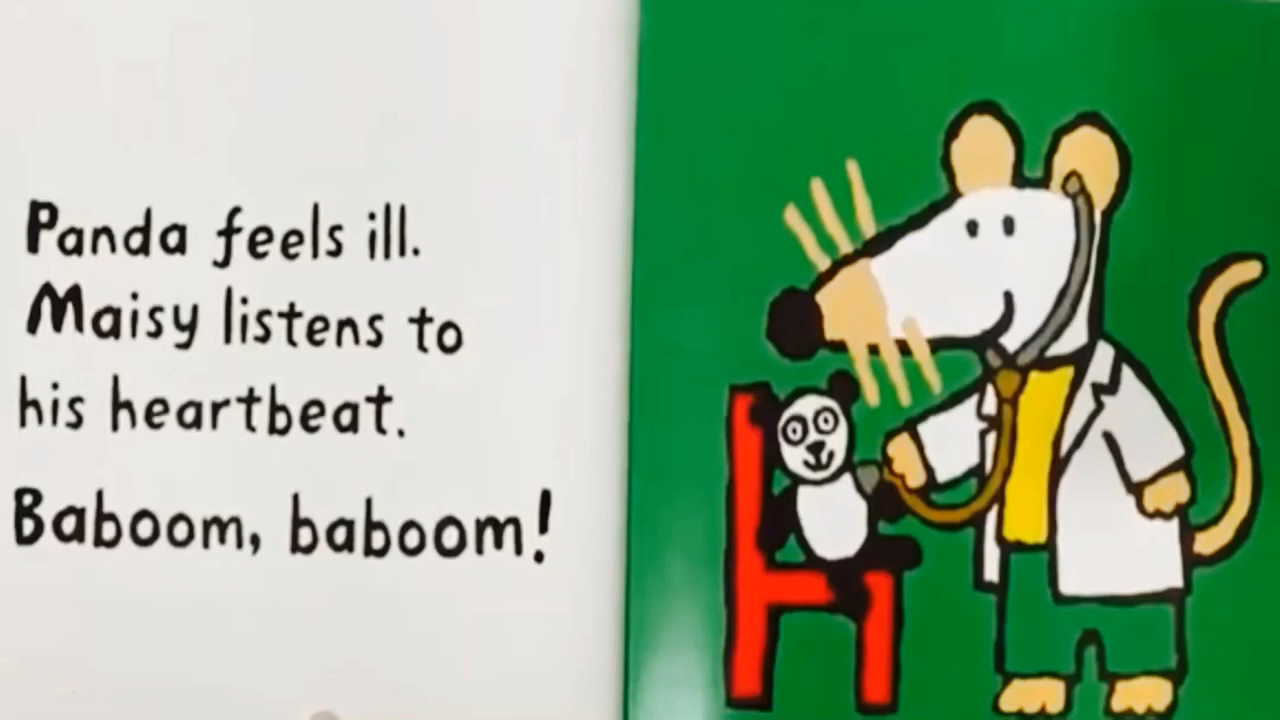 Panda feels ill.
Maisy listens to
his heartbeat.
Baboom, baboom!